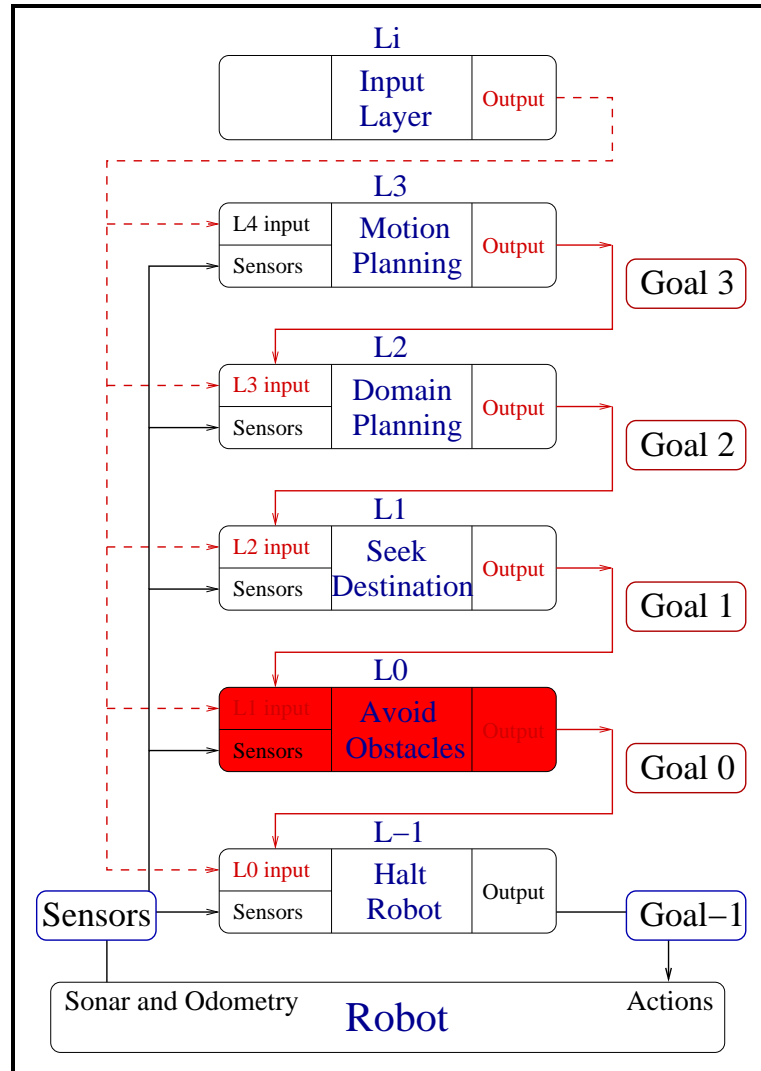 Li
Input
Layer
Output
L3
L4 input
Sensors
Motion
Planning
Output
Goal 3
L2
L3 input
Sensors
Domain
Planning
Output
Goal 2
L1
L2 input
Sensors
Seek
Destination
Output
Goal 1
L0
L1 input
Sensors
Avoid
Obstacles
Output
Goal 0
L−1
L0 input
Sensors
Halt
Robot
Output
Sensors
Goal−1
Sonar and Odometry
Actions
Robot